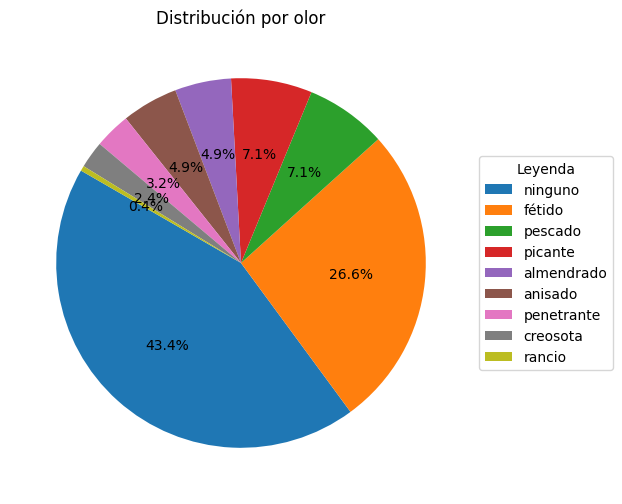 Distribución por olor
4.9%
7.1%
4.9%
7.1%
3.2%
2.4%
0.4%
26.6%
43.4%
Leyenda
ninguno
fétido
pescado
picante
almendrado
anisado
penetrante
creosota
rancio